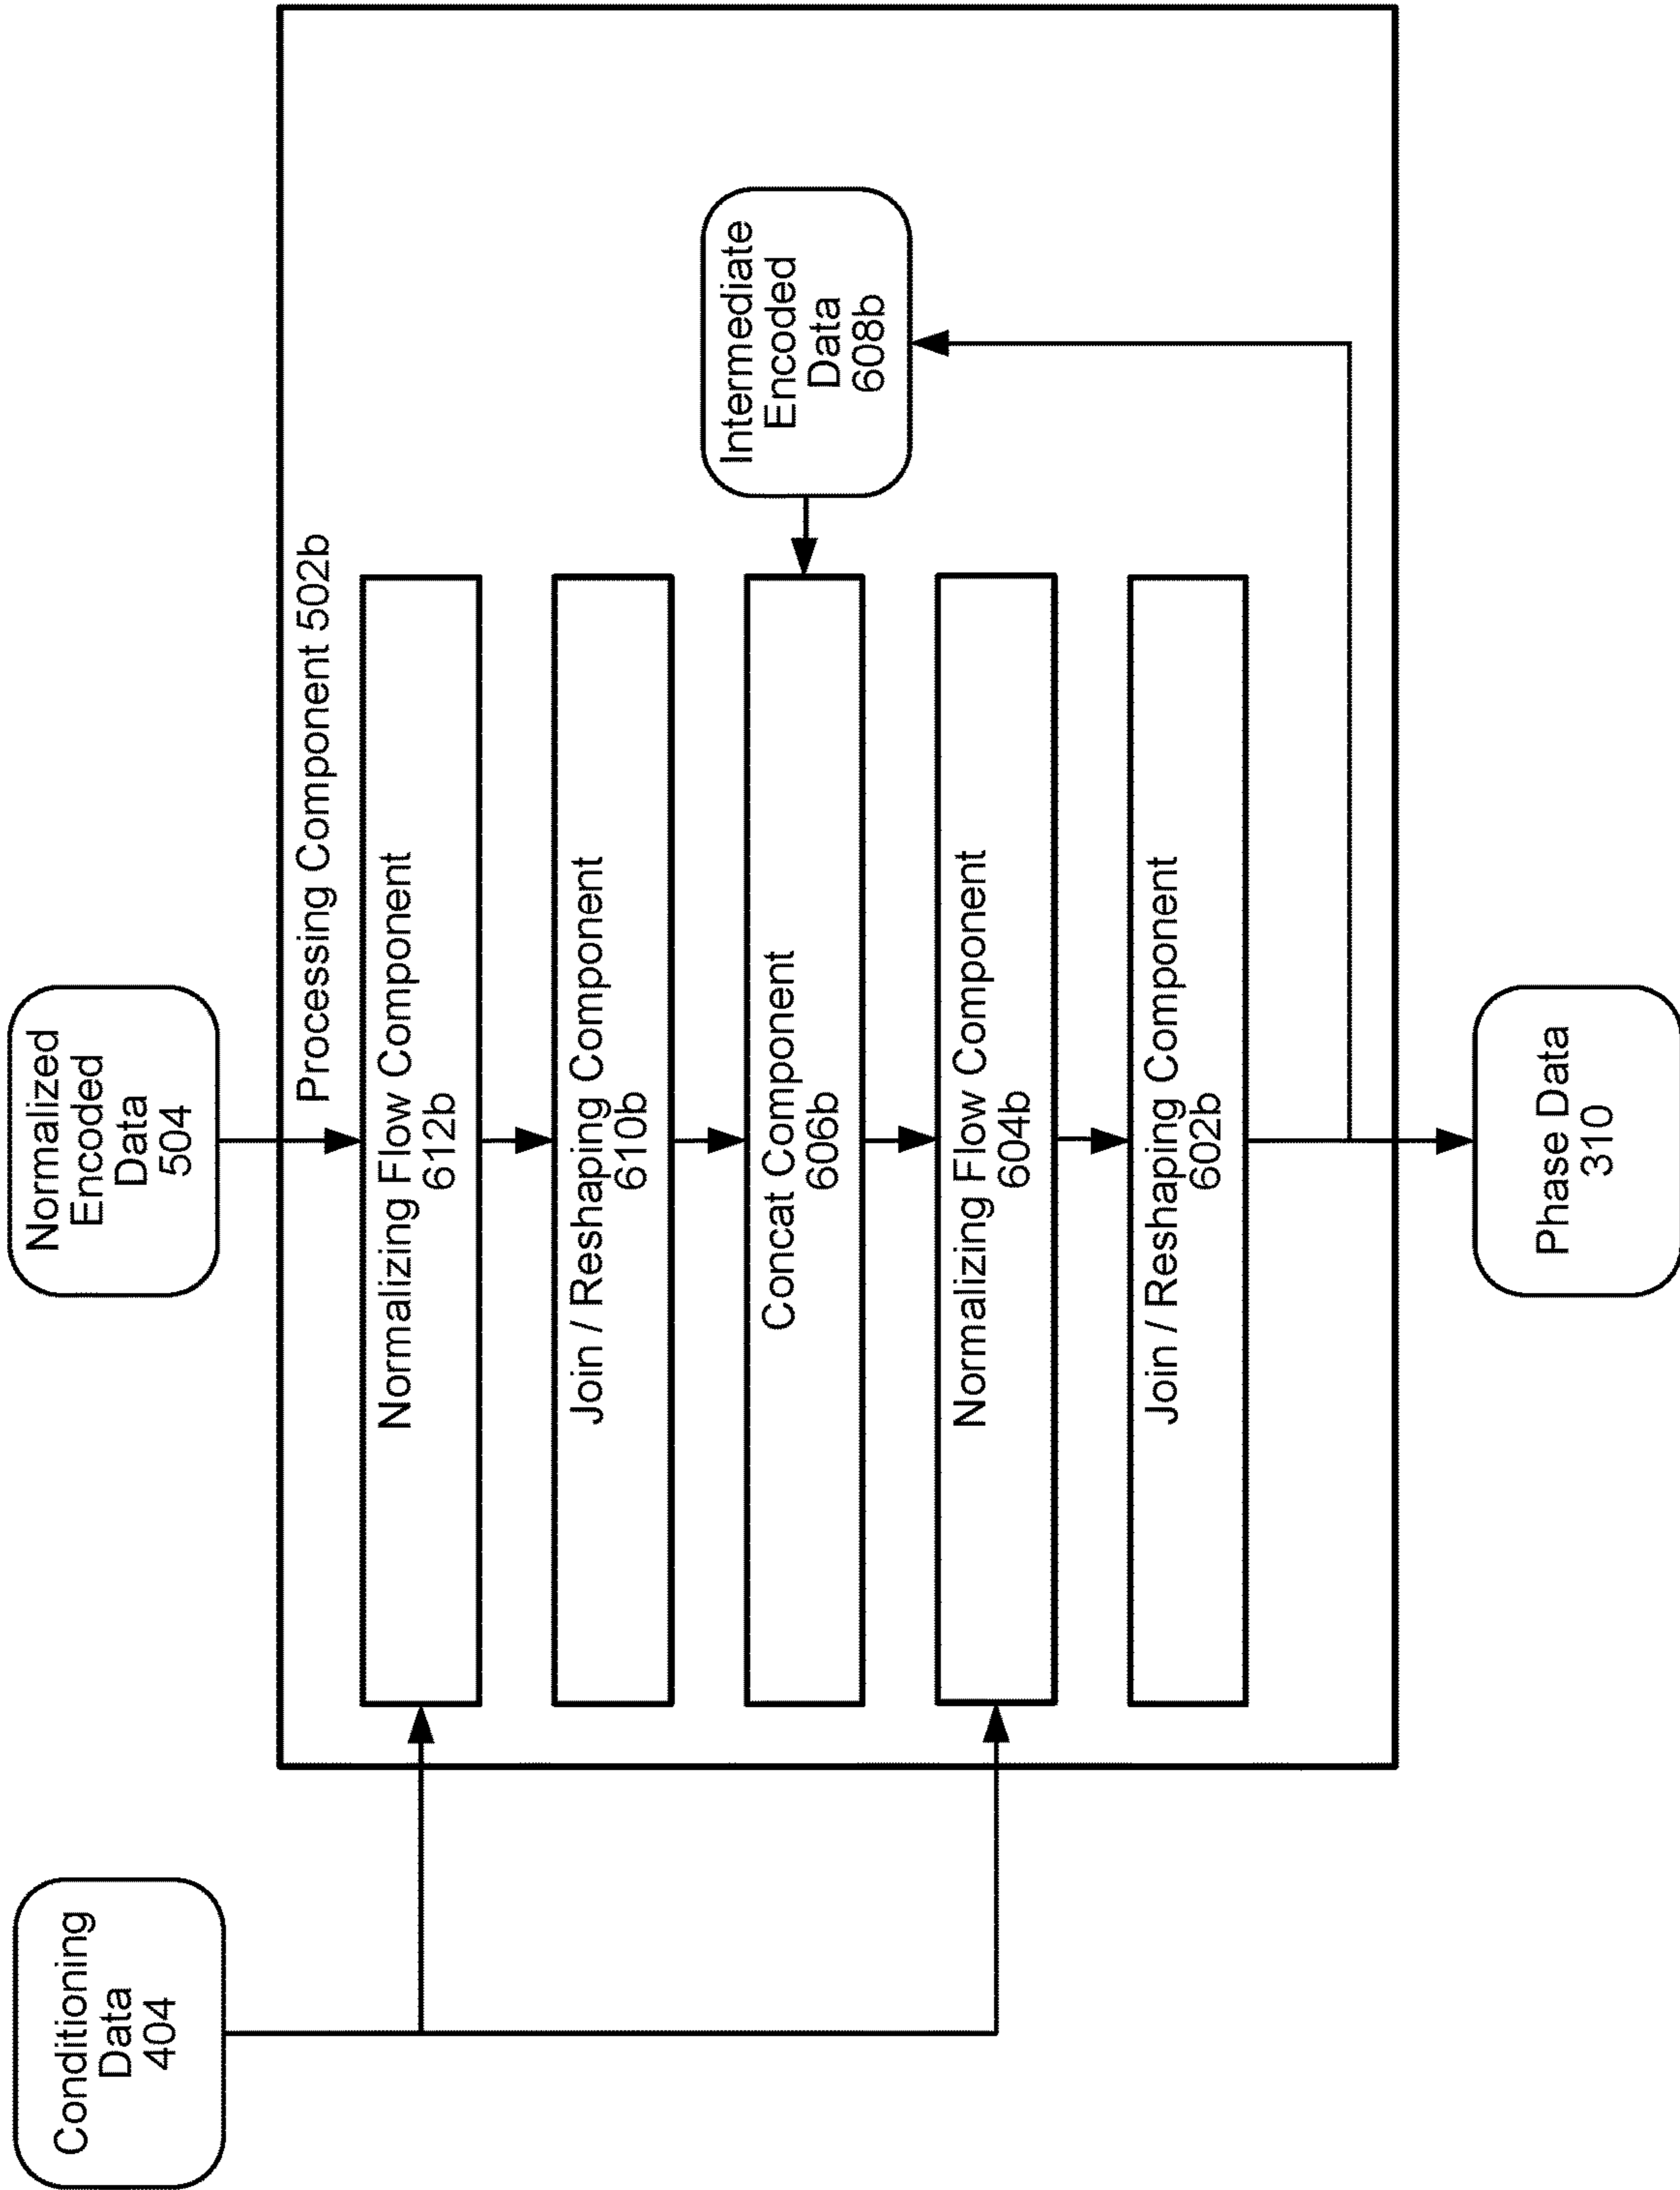 Conditioning
Data
404
Normalized
Encoded
Data
504
Processing Component 502b
Normalizing Flow Component
612b
Join / Reshaping Component
610b
Concat Component
606b
Intermediate
Encoded
Data
608b
Normalizing Flow Component
604b
Join / Reshaping Component
602b
Phase Data
310